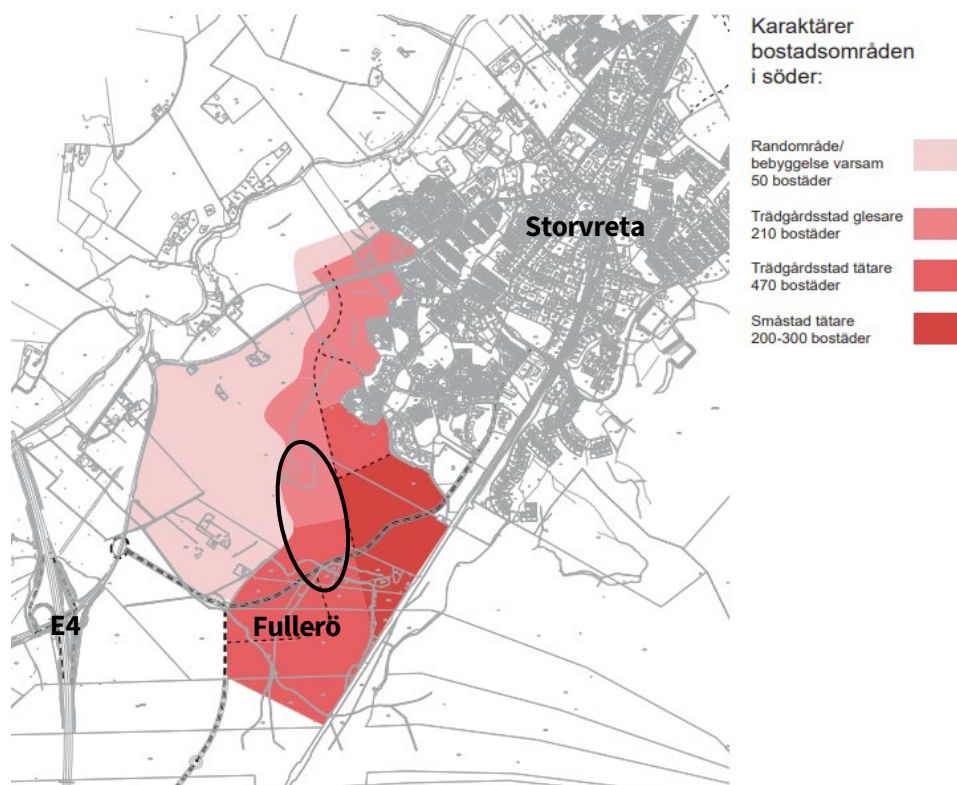 Karaktärer
bostadsområden
i söder:
Randområde/
bebyggelse varsam
50 bostäder
Trädgårdsstad glesare
210 bostäder
Trädgårdsstad tätare
470 bostäder
Småstad tätare
200-300 bostäder
Storvreta
E4
Fullerö